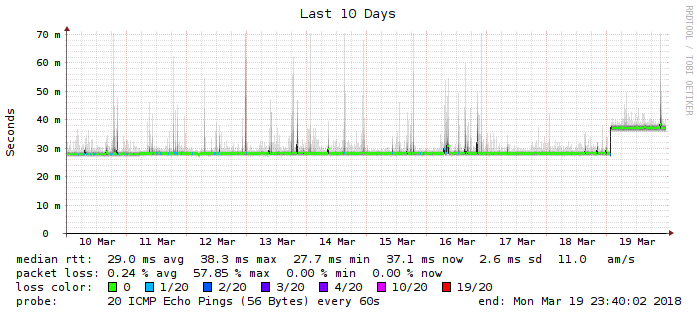 Last 10 Days
RRDTOOL / TOBI OETIKER
Seconds
70 m
60 m
50 m
40 m
30 m
20 m
10 m
0
10 Mar 11 Mar 12 Mar 13 Mar 14 Mar 15 Mar 16 Mar 17 Mar 18 Mar 19 Mar
median rtt: 29.0 ms avg 38.3 ms max 27.7 ms min 37.1 ms now 2.6 ms sd 11.0 am/s
packet loss: 0.24 % avg 57.85 % max 0.00 % min 0.00 % now
loss color: 0 1/20 2/20 3/20 4/20 10/20 19/20
probe: 20 ICMP Echo Pings (56 Bytes) every 60s end: Mon Mar 19 23:40:02 2018